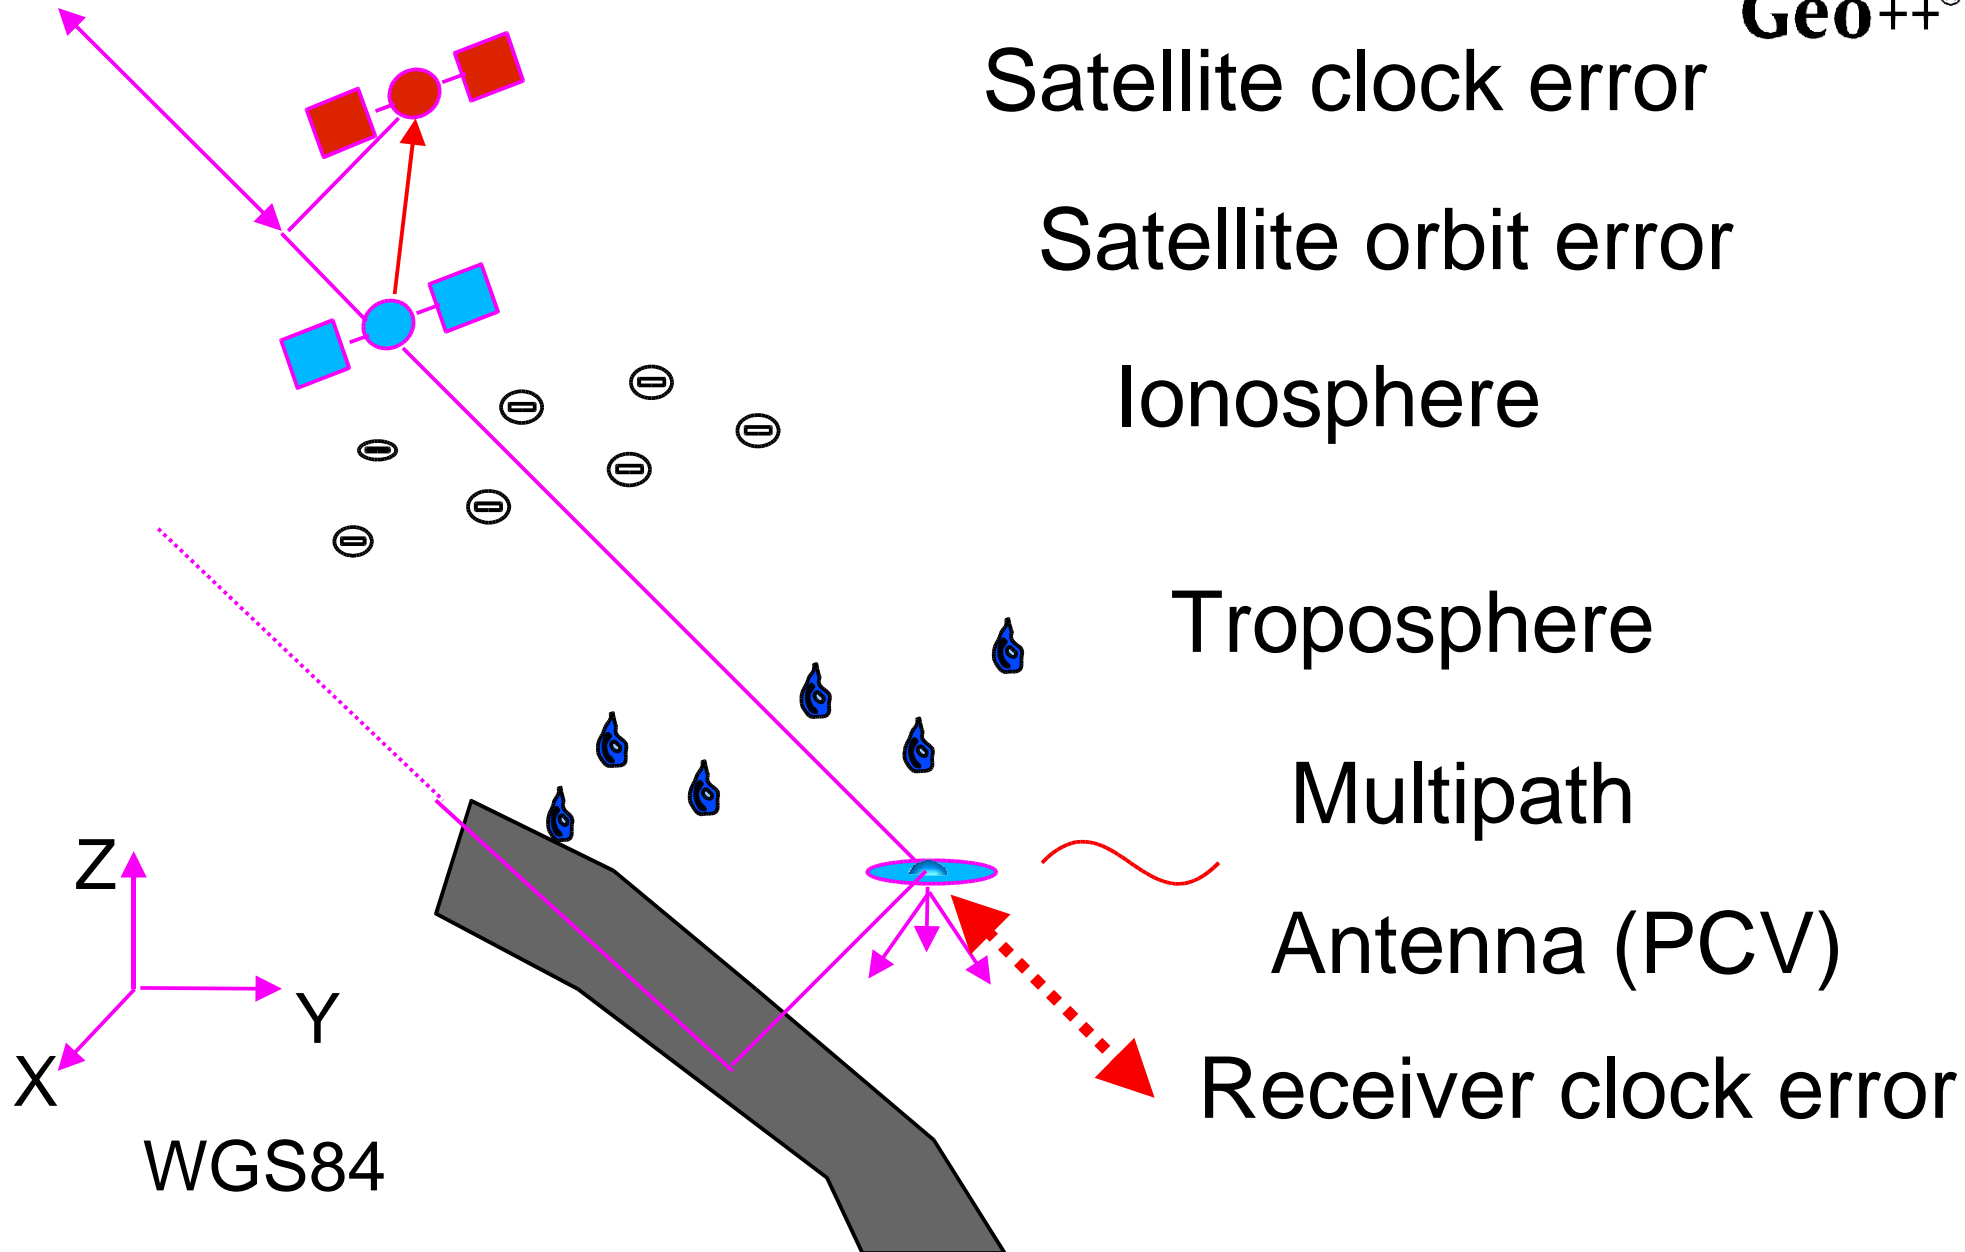 Geo++®
Satellite clock error
Satellite orbit error
Ionosphere
Troposphere
Multipath
Z
Antenna (PCV)
Y
X
Receiver clock error
WGS84